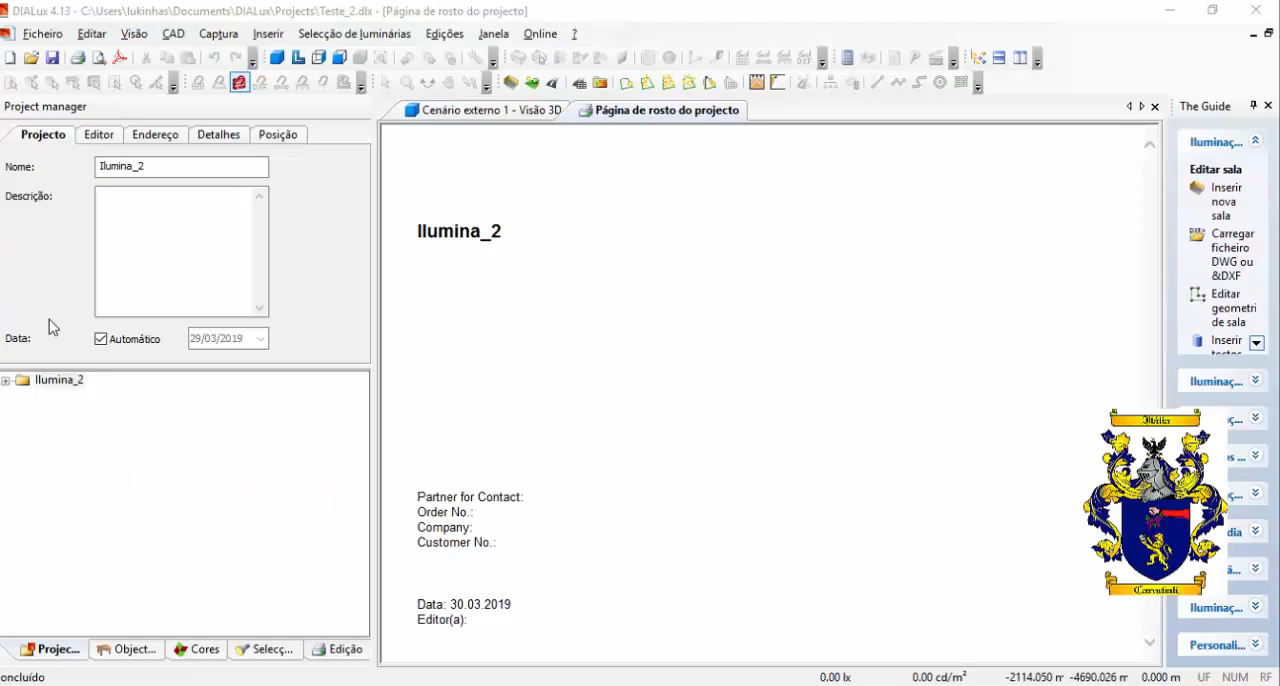 DIALux 4.13 - C:\Users\lukinhas\Documents\DIALux\Projects\Teste_2.dlx - [Página de rosto do projecto]
Ficheiro Editar Visão CAD Captura Inserir Selecção de luminárias Edições Janela Online ?
Project manager
Projecto Editor Endereço Detalhes Posição
Nome: Ilumina_2
Descrição:
Data: Automático 29/03/2019
Ilumina_2
Projec... Object... Cores Selecç... Edição
Cenário externo 1 - Visão 3D Página de rosto do projecto
Ilumina_2
Partner for Contact:
Order No.:
Company:
Customer No.:
Data: 30.03.2019
Editor(a):
The Guide
Iluminaç...
Editar sala
Inserir
nova
sala
Carregar
ficheiro
DWG ou
&DXF
Editar
geometri
de sala
Inserir
Iluminaç...
Itália
Iluminaç...
Personali...
oncluído 0.00 lx 0.00 cd/m² -2114.050 m -4690.026 m 0.000 m UF NUM RF